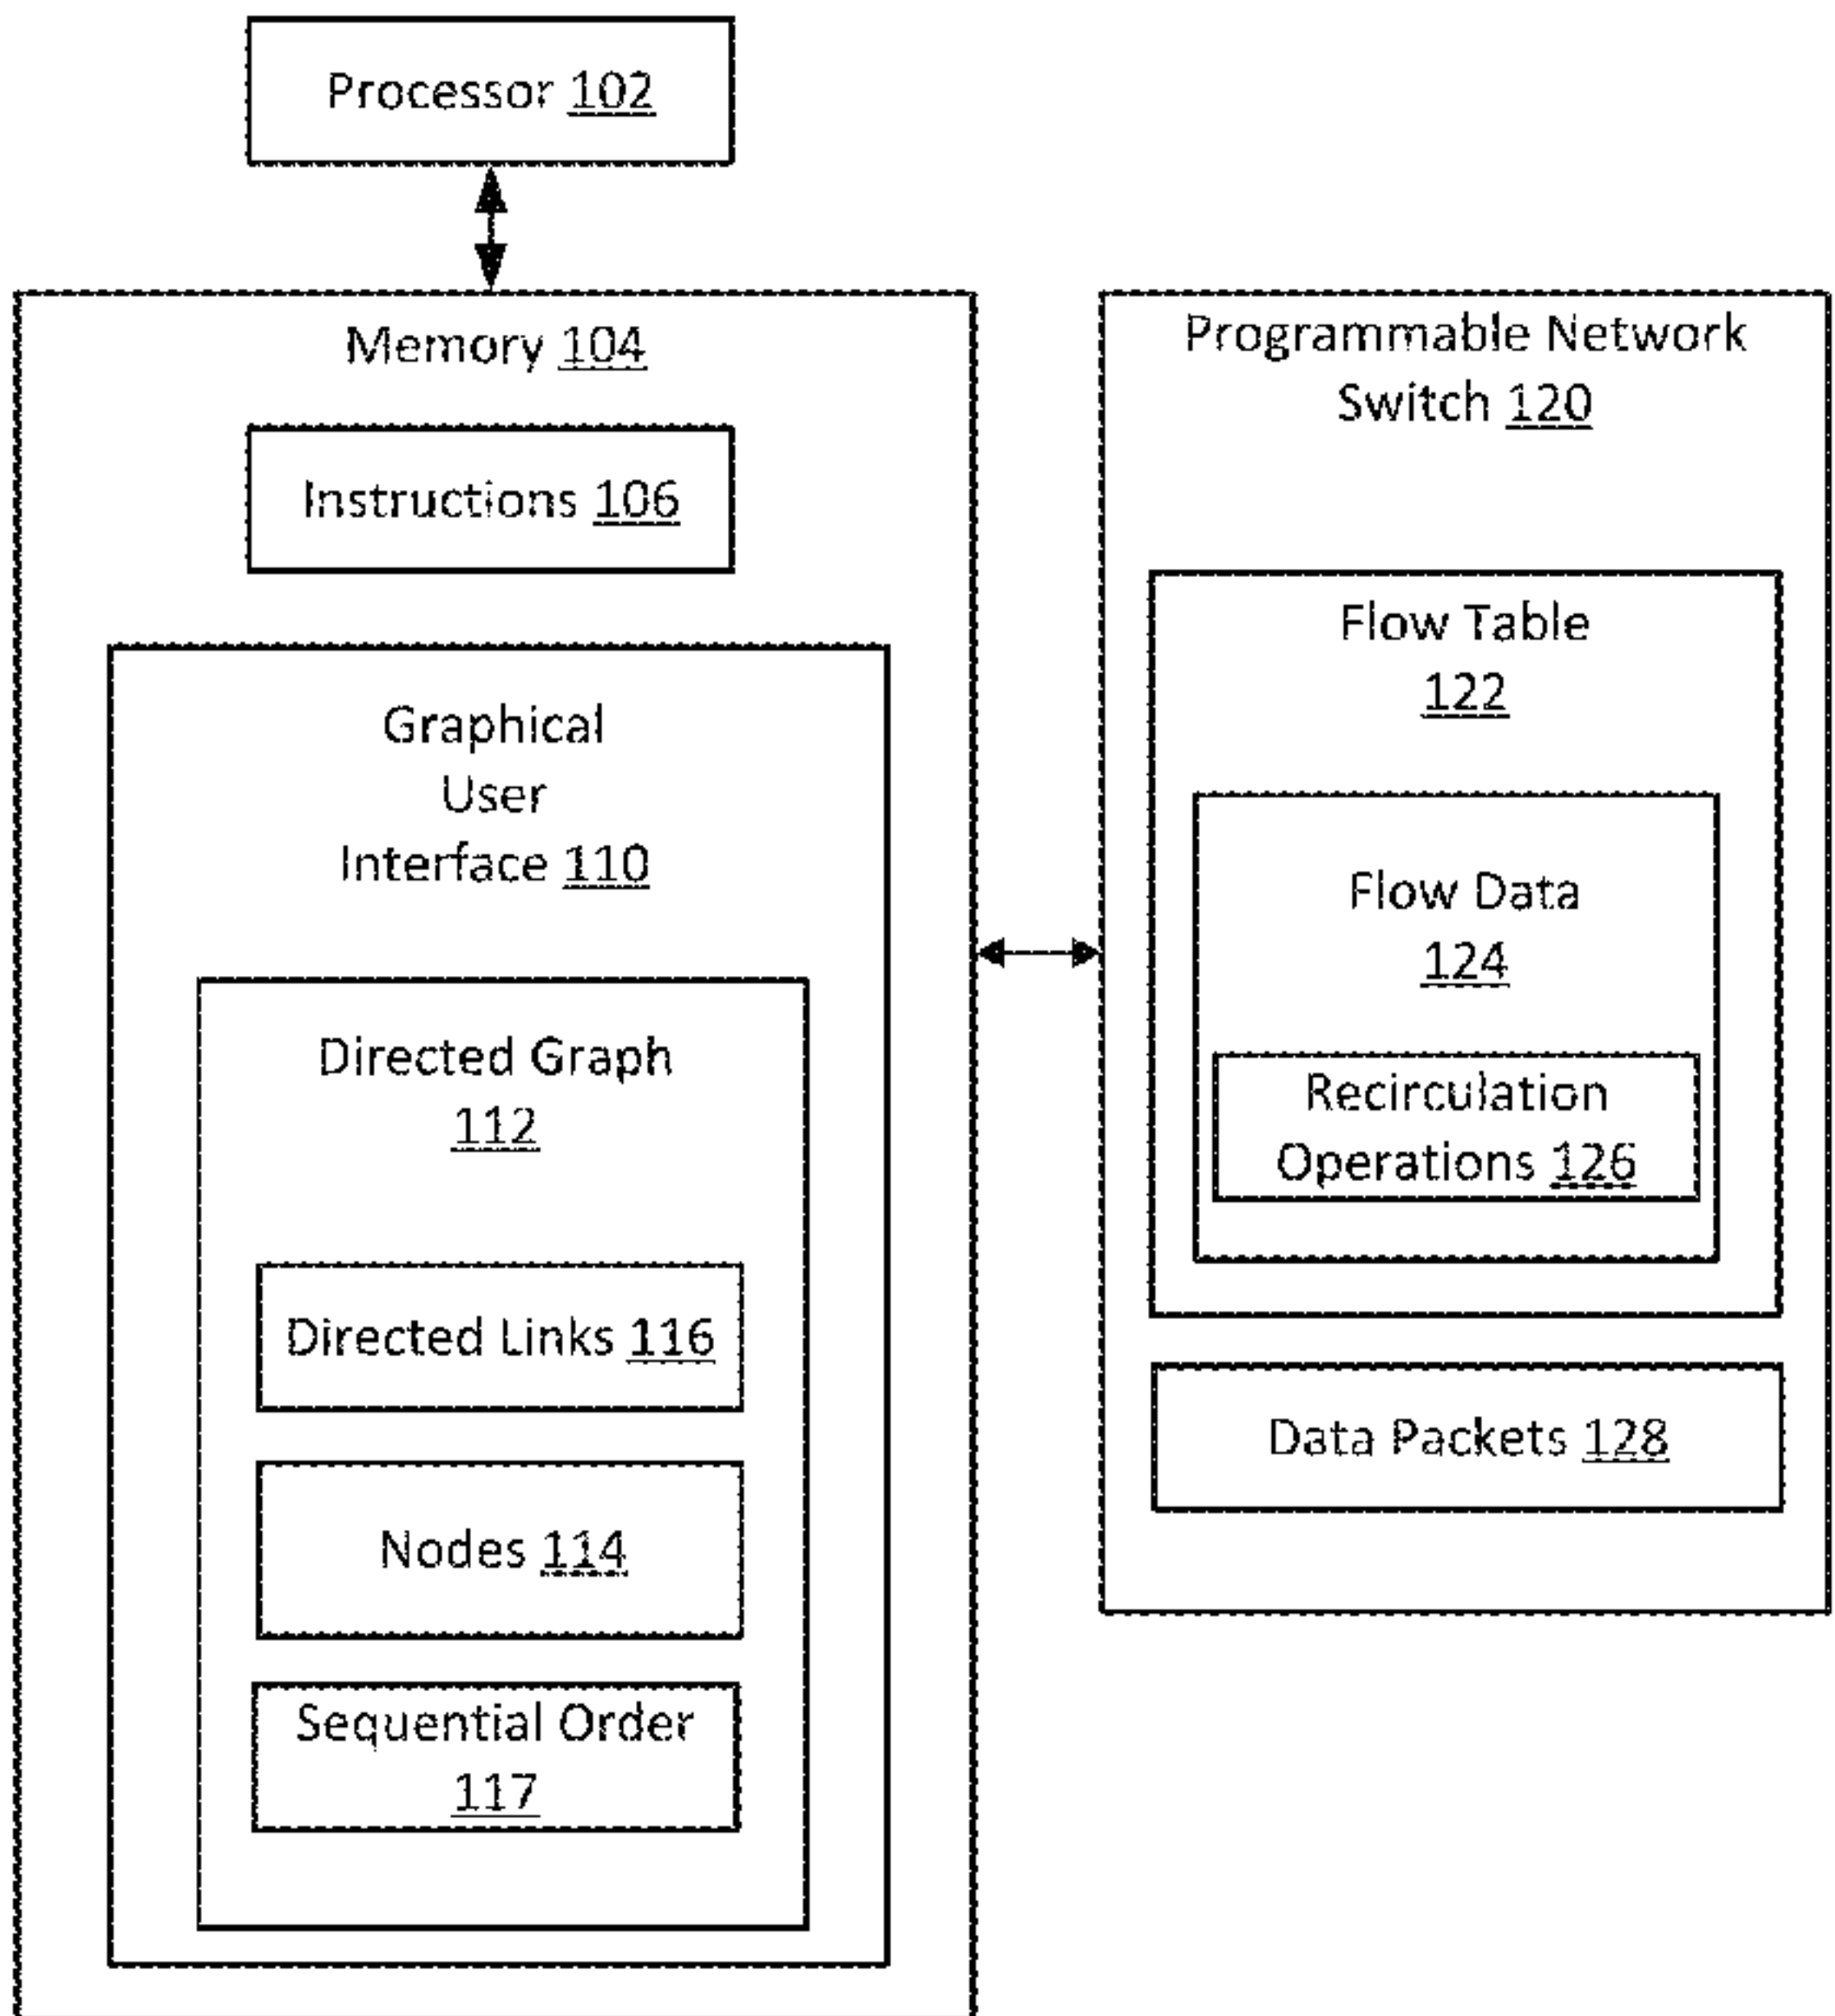 Processor 102
Memory 104
Instructions 106
Graphical
User
Interface 110
Directed Graph
112
Directed Links 116
Nodes 114
Sequential Order
117
Programmable Network
Switch 120
Flow Table
122
Flow Data
124
Recirculation
Operations 126
Data Packets 128